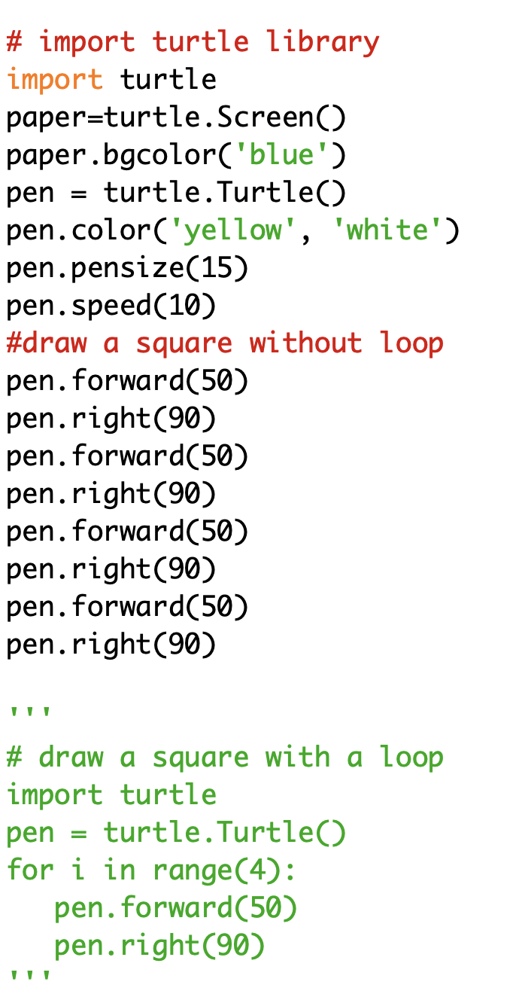 # import turtle library
import turtle
paper=turtle.Screen()
paper.bgcolor('blue')
pen = turtle.Turtle()
pen.color('yellow', 'white')
pen.pensize(15)
pen.speed(10)
#draw a square without loop
pen.forward(50)
pen.right(90)
pen.forward(50)
pen.right(90)
pen.forward(50)
pen.right(90)
pen.forward(50)
pen.right(90)

'''
# draw a square with a loop
import turtle
pen = turtle.Turtle()
for i in range(4):
   pen.forward(50)
   pen.right(90)
'''